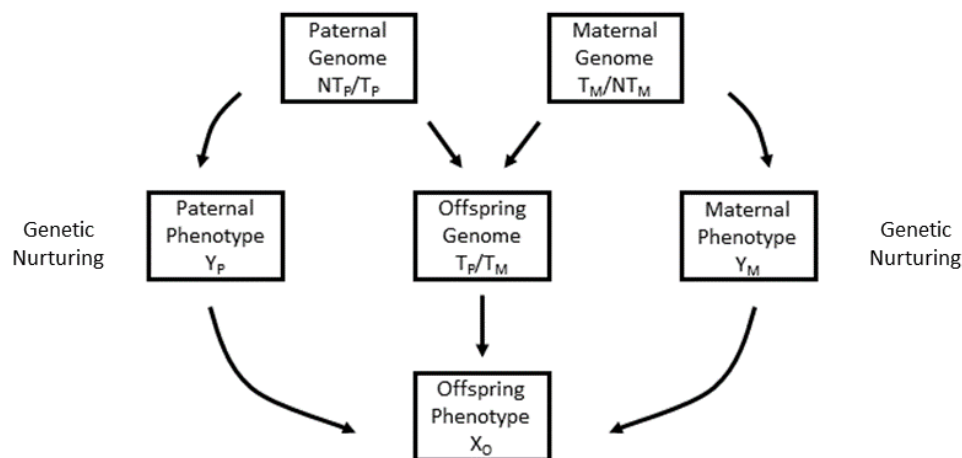 Paternal
Genome
NTP/TP
Maternal
Genome
TM/NTM
Genetic
Nurturing
Paternal
Phenotype
YP
Offspring
Genome
TP/TM
Maternal
Phenotype
YM
Genetic
Nurturing
Offspring
Phenotype
XO